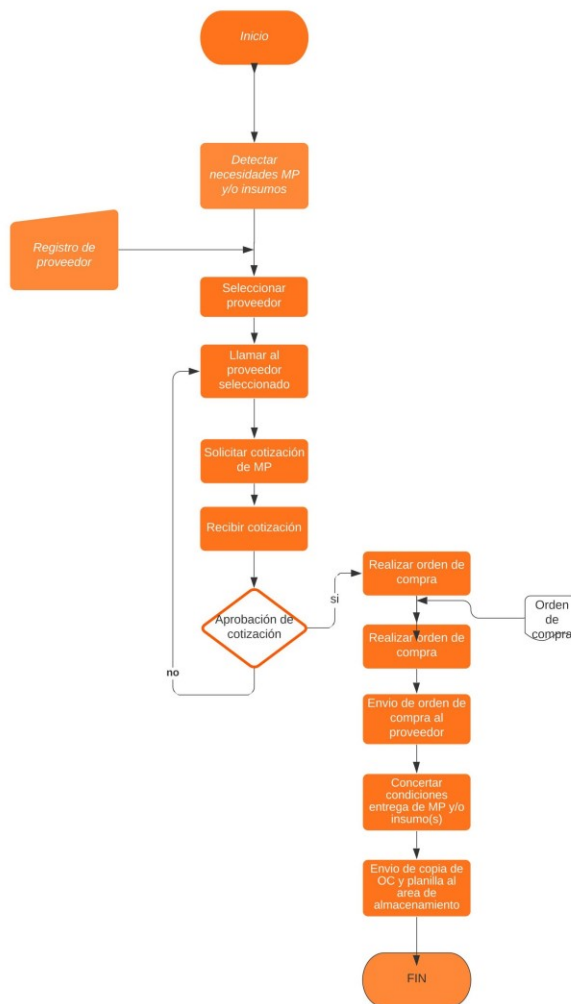 Inicio
Detectar
necesidades MP
y/o insumos
Registro de
proveedor
Seleccionar
proveedor
Llamar al
proveedor
seleccionado
Solicitar cotización
de MP
Recibir cotización
Aprobación de
cotización
si
no
Realizar orden de
compra
Orden
de
compra
Realizar orden de
compra
Envio de orden de
compra al
proveedor
Concertar
condiciones
entrega de MP y/o
insumo(s)
Envio de copia de
OC y planilla al
area de
almacenamiento
FIN